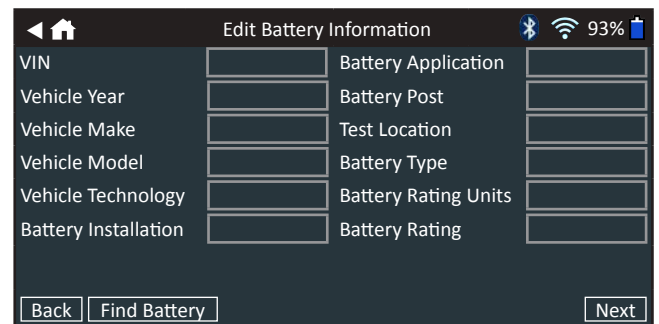 Edit Battery Information 93%
VIN Battery Application
Vehicle Year Battery Post
Vehicle Make Test Location
Vehicle Model Battery Type
Vehicle Technology Battery Rating Units
Battery Installation Battery Rating
Back Find Battery Next